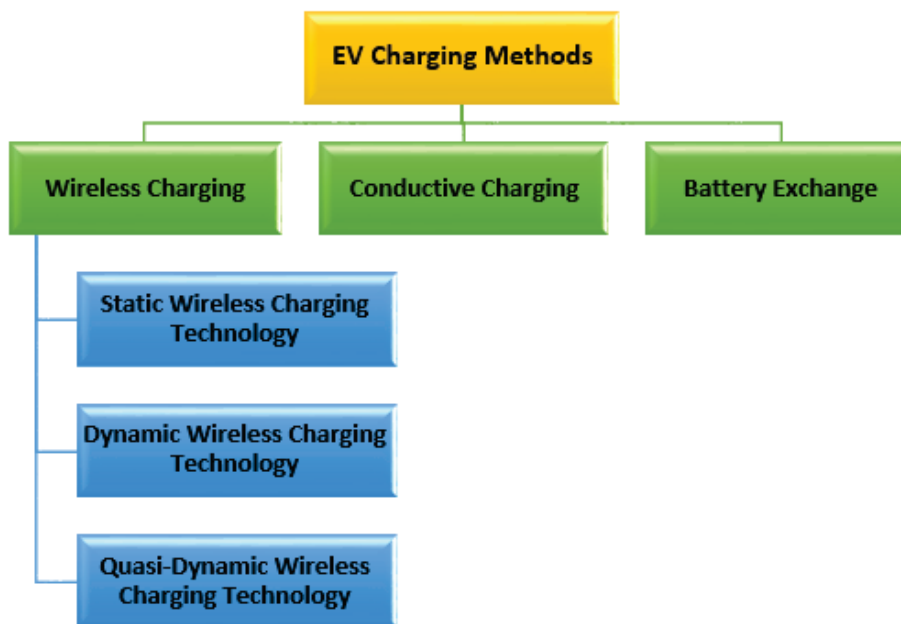 EV Charging Methods
Wireless Charging
Conductive Charging
Battery Exchange
Static Wireless Charging
Technology
Dynamic Wireless Charging
Technology
Quasi-Dynamic Wireless
Charging Technology